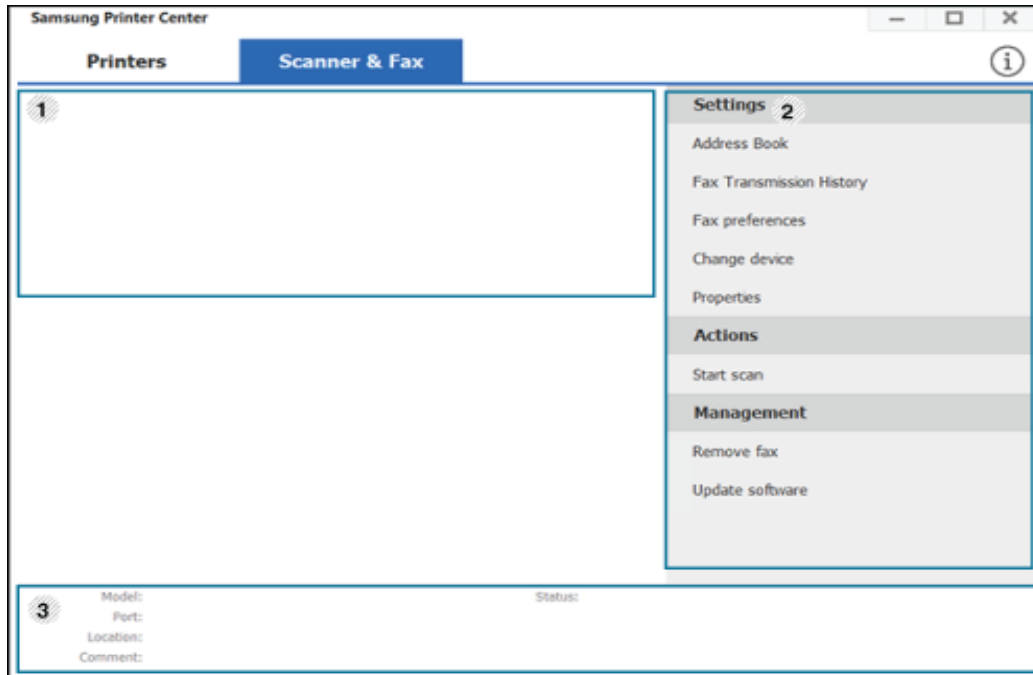 Samsung Printer Center
Printers
Scanner & Fax
1
Settings 2
Address Book
Fax Transmission History
Fax preferences
Change device
Properties
Actions
Start scan
Management
Remove fax
Update software
3
Model:
Status:
Port:
Location:
Comment: